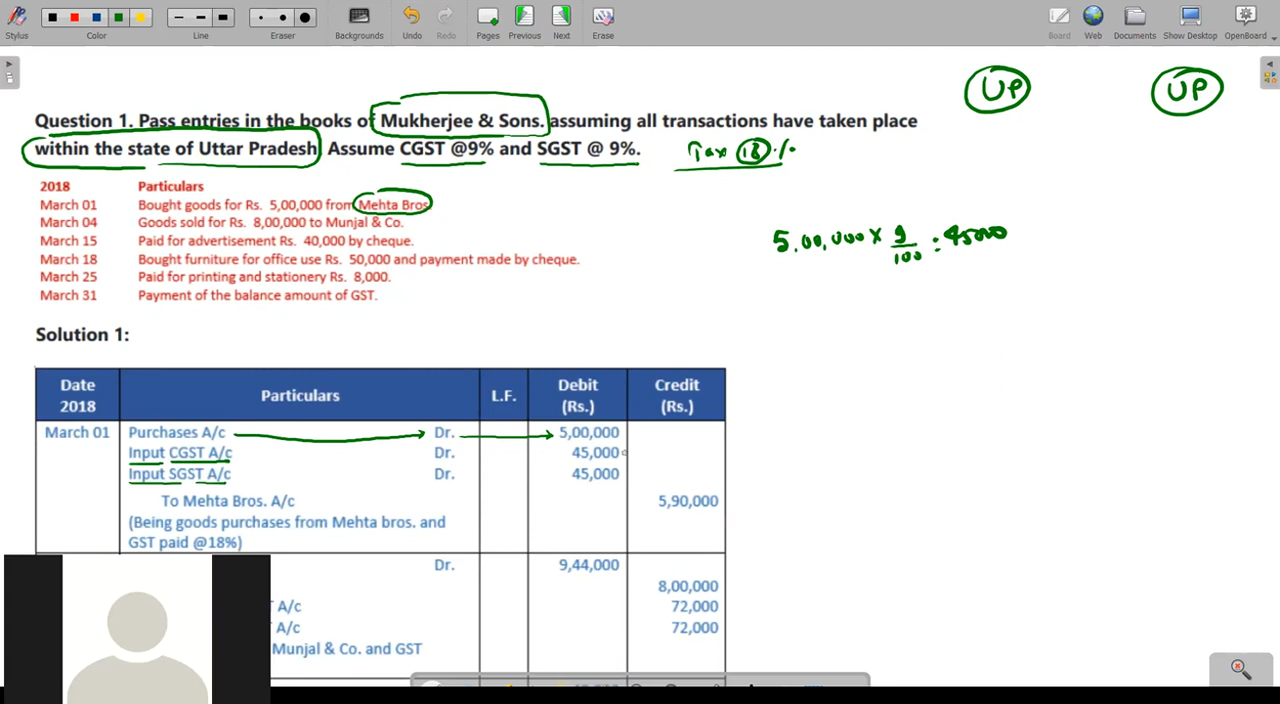 Stylus Color Line Eraser Backgrounds Undo Redo Pages Previous Next Erase Board Web Documents Show Desktop OpenBoard
UP UP
Question 1. Pass entries in the books of Mukherjee & Sons. assuming all transactions have taken place
within the state of Uttar Pradesh. Assume CGST @9% and SGST @ 9%. Tax 18 %
2018 Particulars
March 01 Bought goods for Rs. 5,00,000 from Mehta Bros.
March 04 Goods sold for Rs. 8,00,000 to Munjal & Co.
5,00,000 × 9/100 = 45000
March 15 Paid for advertisement Rs. 40,000 by cheque.
March 18 Bought furniture for office use Rs. 50,000 and payment made by cheque.
March 25 Paid for printing and stationery Rs. 8,000.
March 31 Payment of the balance amount of GST.
Solution 1:
Date 2018 Particulars L.F. Debit (Rs.) Credit (Rs.)
March 01 Purchases A/c Dr. 5,00,000
Input CGST A/c Dr. 45,000
Input SGST A/c Dr. 45,000
To Mehta Bros. A/c 5,90,000
(Being goods purchases from Mehta bros. and
GST paid @18%)
Dr. 9,44,000
8,00,000
A/c 72,000
A/c 72,000
Munjal & Co. and GST